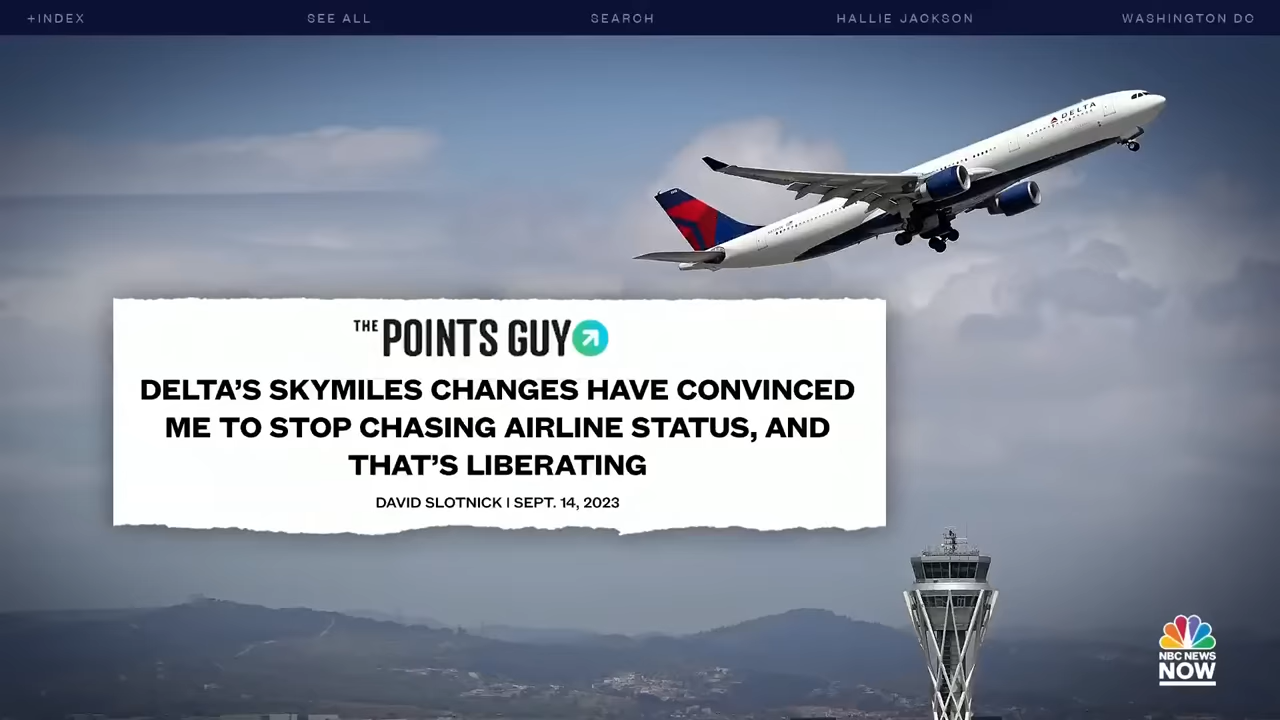 +INDEX
SEE ALL
SEARCH
HALLIE JACKSON
WASHINGTON DC
DELTA
THE POINTS GUY
DELTA'S SKYMILES CHANGES HAVE CONVINCED
ME TO STOP CHASING AIRLINE STATUS, AND
THAT'S LIBERATING
DAVID SLOTNICK | SEPT. 14, 2023
NBC NEWS
NOW